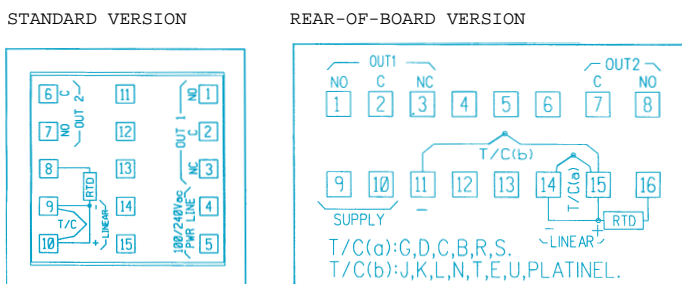 STANDARD VERSION
REAR-OF-BOARD VERSION
6 C
7 NO
OUT 2
8
9
10
RTD
T/C
-
+
LINEAR
11
12
13
14
15
NO 1
C 2
NC 3
OUT 1
4
5
100/240Vac
PWR LINE
OUT1
OUT2
NO C NC C NO
1 2 3 4 5 6 7 8
T/C(b)
T/C(a)
9 10 11 12 13 14 15 16
SUPPLY
-
- +
LINEAR
RTD
T/C(a):G,D,C,B,R,S.
T/C(b):J,K,L,N,T,E,U,PLATINEL.